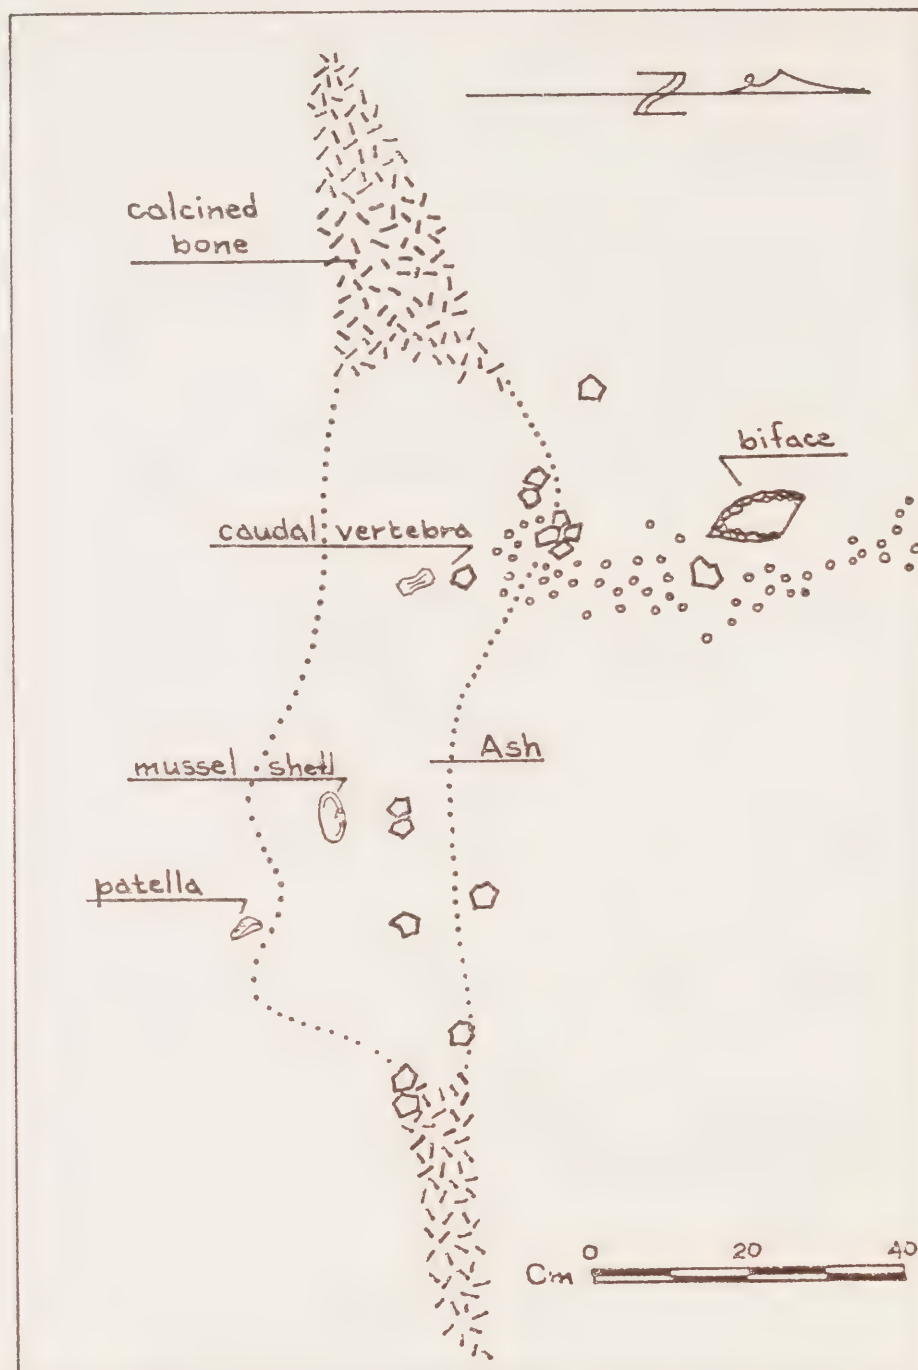 N
calcined
bone
biface
caudal vertebra
Ash
mussel shell
patella
0 20 40
Cm